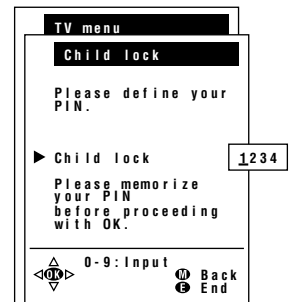 TV menu
Child lock
Please define your
PIN.
Child lock
1234
Please memorize
your PIN
before proceeding
with OK.
0-9:Input
OK
M Back
E End